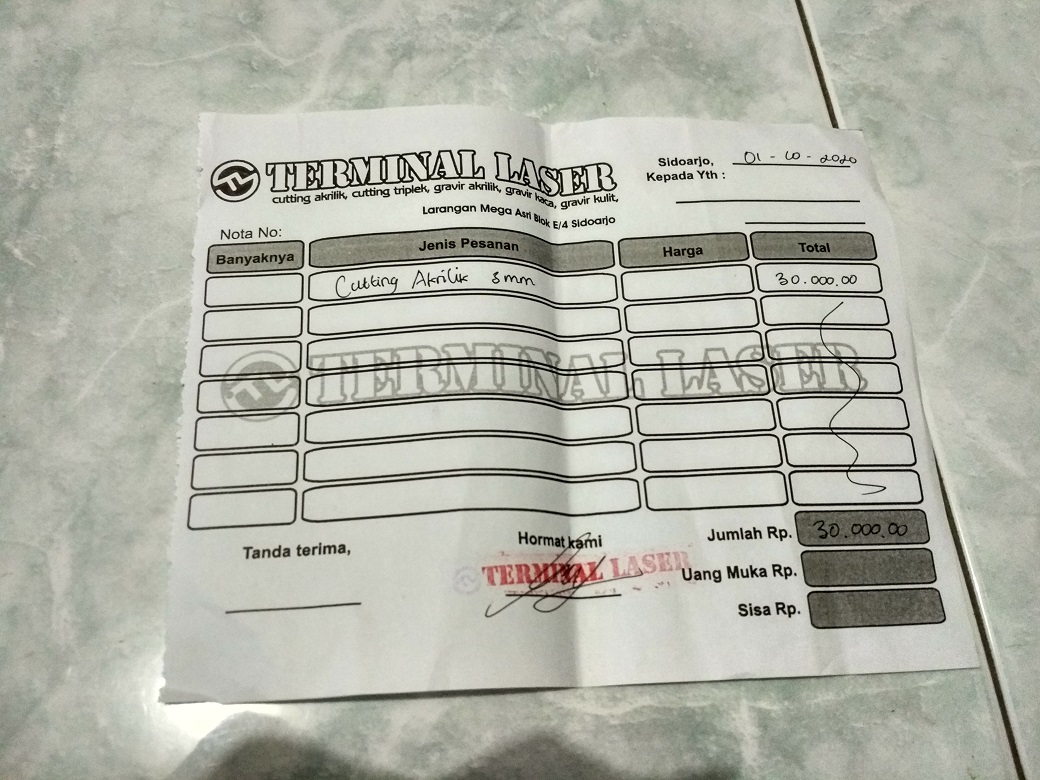 TERMINAL LASER
cutting akrilik, cutting triplek, gravir akrilik, gravir kaca, gravir kulit,
Larangan Mega Asri Blok E/4 Sidoarjo
Sidoarjo, 01 - 10 - 2020
Kepada Yth :
Nota No:
Banyaknya Jenis Pesanan Harga Total
Cutting Akrilik 3mm 30.000.00
TERMINAL LASER
Jumlah Rp. 30.000.00
Tanda terima, Hormat kami
TERMINAL LASER
Uang Muka Rp.
Sisa Rp.